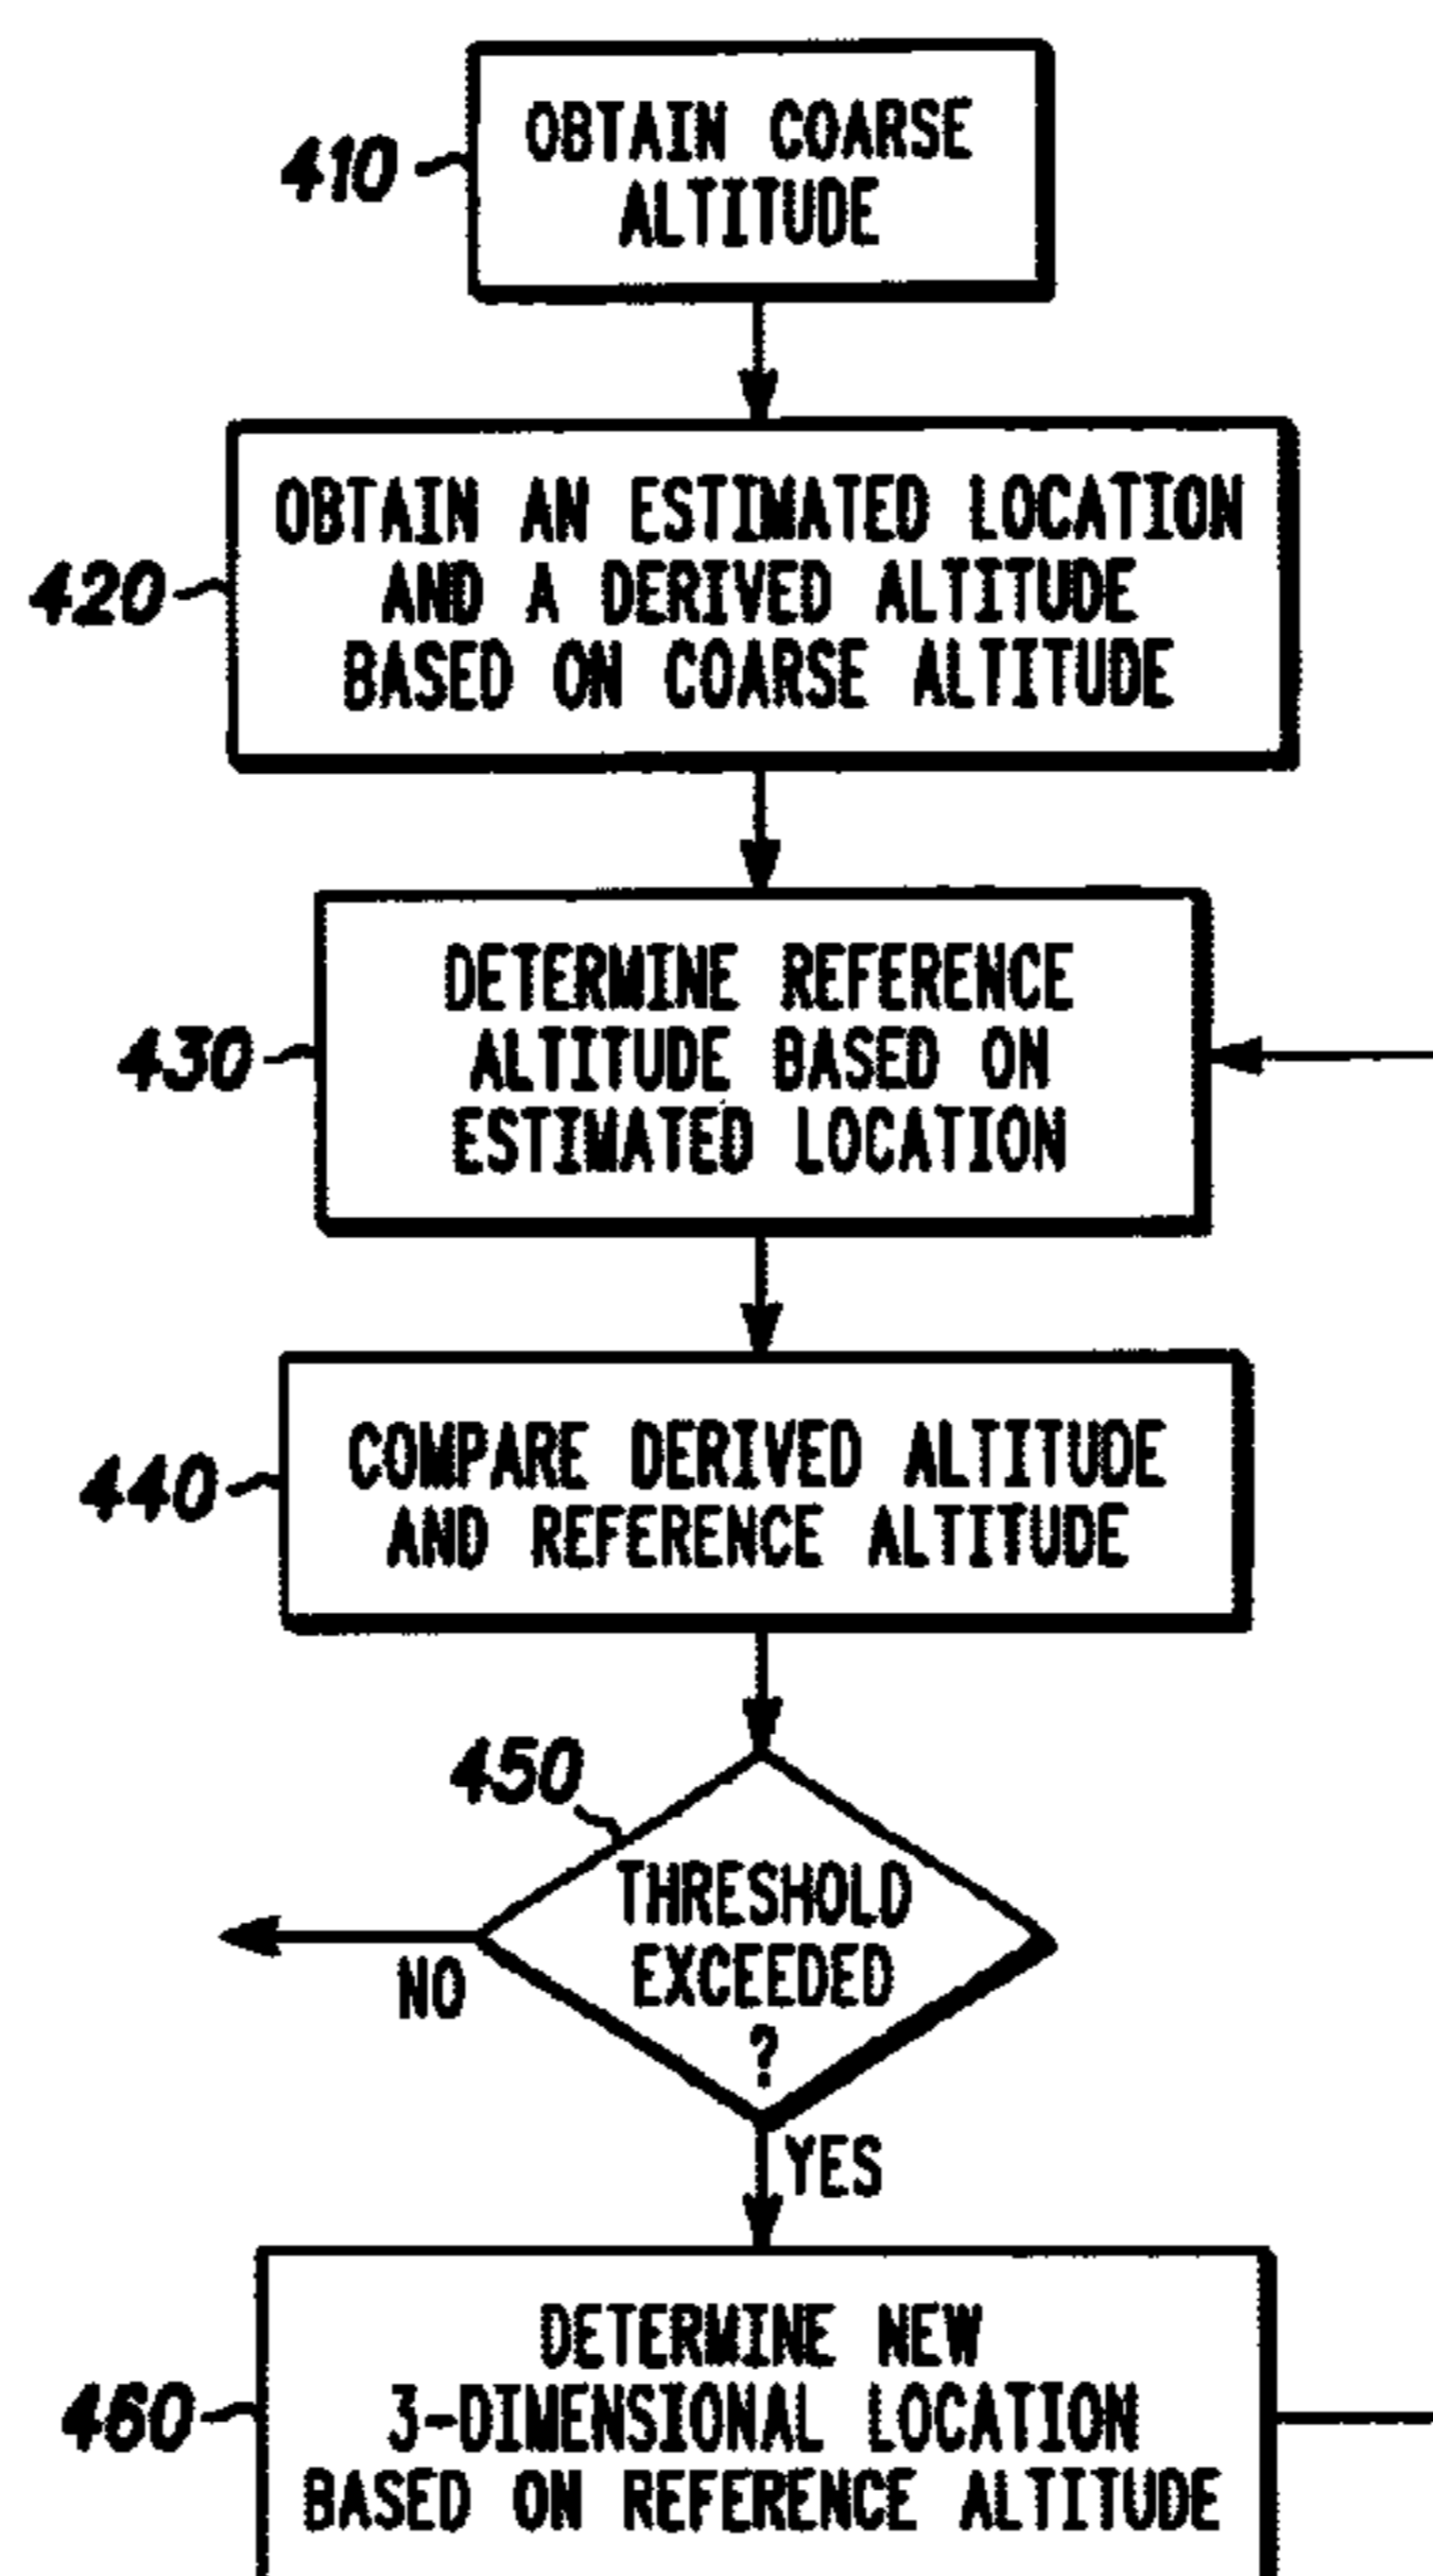 OBTAIN COARSE
410
ALTITUDE
OBTAIN AN ESTIMATED LOCATION
420
AND A DERIVED ALTITUDE
BASED ON COARSE ALTITUDE
DETERMINE REFERENCE
430
ALTITUDE BASED ON
ESTIMATED LOCATION
440
COMPARE DERIVED ALTITUDE
AND REFERENCE ALTITUDE
450
THRESHOLD
EXCEEDED
?
NO
YES
DETERMINE NEW
460
3-DIMENSIONAL LOCATION
BASED ON REFERENCE ALTITUDE